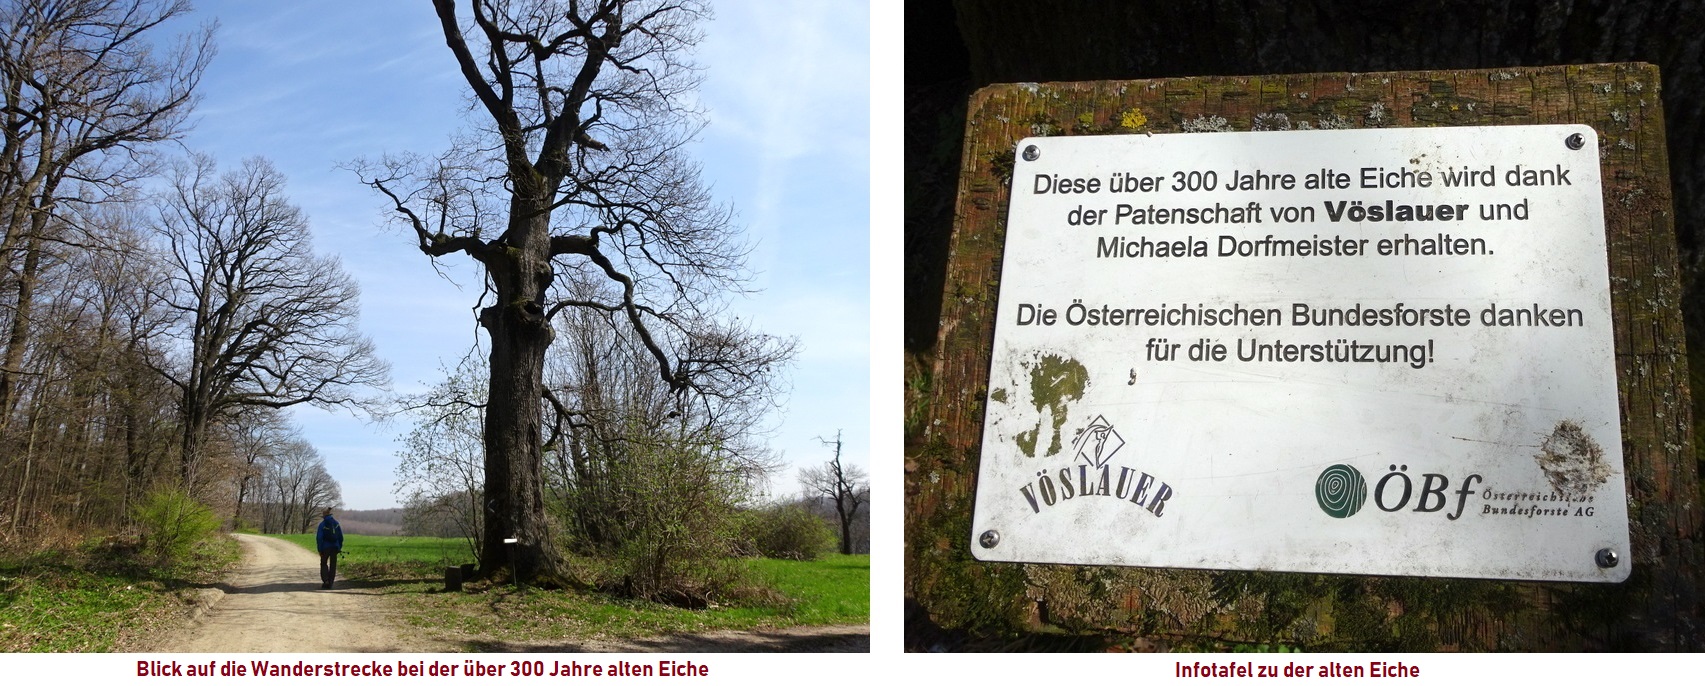 Diese über 300 Jahre alte Eiche wird dank
der Patenschaft von Vöslauer und
Michaela Dorfmeister erhalten.
Die Österreichischen Bundesforste danken
für die Unterstützung!
VÖSLAUER
ÖBf
Österreichische
Bundesforste AG
Blick auf die Wanderstrecke bei der über 300 Jahre alten Eiche
Infotafel zu der alten Eiche